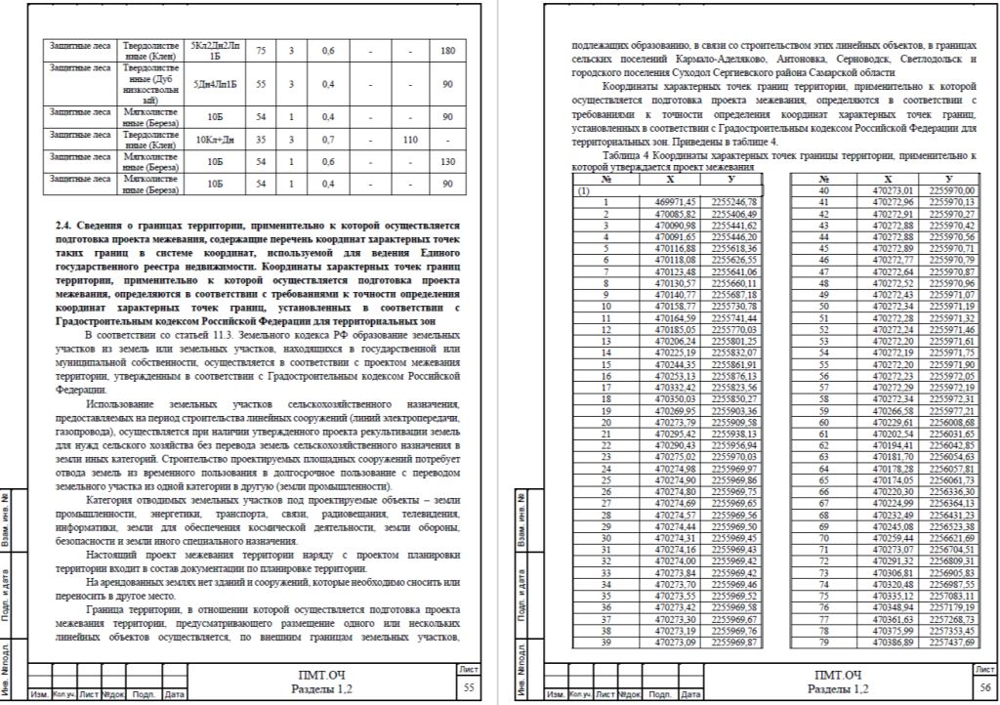 Защитные леса Твердолистве 5Кл2Дн2Лп 75 3 0,6 - - 180
нные (Клен) 1Б
Защитные леса Твердолистве 5Дн4Лп1Б 55 3 0,4 - - 90
нные (Дуб
низкоствольн
ый)
Защитные леса Мягколистве 10Б 54 1 0,4 - - 90
нные (Береза)
Защитные леса Твердолистве 10Кл+Дн 35 3 0,7 - 110 -
нные (Клен)
Защитные леса Мягколистве 10Б 54 1 0,6 - - 130
нные (Береза)
Защитные леса Мягколистве 10Б 54 1 0,4 - - 90
нные (Береза)
2.4. Сведения о границах территории, применительно к которой осуществляется
подготовка проекта межевания, содержащие перечень координат характерных точек
таких границ в системе координат, используемой для ведения Единого
государственного реестра недвижимости. Координаты характерных точек границ
территории, применительно к которой осуществляется подготовка проекта
межевания, определяются в соответствии с требованиями к точности определения
координат характерных точек границ, установленных в соответствии с
Градостроительным кодексом Российской Федерации для территориальных зон
В соответствии со статьей 11.3. Земельного кодекса РФ образование земельных
участков из земель или земельных участков, находящихся в государственной или
муниципальной собственности, осуществляется в соответствии с проектом межевания
территории, утвержденным в соответствии с Градостроительным кодексом Российской
Федерации.
Использование земельных участков сельскохозяйственного назначения,
предоставляемых на период строительства линейных сооружений (линий электропередачи,
газопровода), осуществляется при наличии утвержденного проекта рекультивации земель
для нужд сельского хозяйства без перевода земель сельскохозяйственного назначения в
земли иных категорий. Строительство проектируемых площадных сооружений потребует
отвода земель из временного пользования в долгосрочное пользование с переводом
земельного участка из одной категории в другую (земли промышленности).
Категория отводимых земельных участков под проектируемые объекты – земли
промышленности, энергетики, транспорта, связи, радиовещания, телевидения,
информатики, земли для обеспечения космической деятельности, земли обороны,
безопасности и земли иного специального назначения.
Настоящий проект межевания территории наряду с проектом планировки
территории входит в состав документации по планировке территории.
На арендованных землях нет зданий и сооружений, которые необходимо сносить или
переносить в другое место.
Граница территории, в отношении которой осуществляется подготовка проекта
межевания территории, предусматривающего размещение одного или нескольких
линейных объектов осуществляется, по внешним границам земельных участков,
Взам. инв. №
Подп. и дата
Инв. №подл.
Изм. Кол.уч. Лист №док. Подп. Дата
ПМТ.ОЧ
Разделы 1,2
Лист
55
подлежащих образованию, в связи со строительством этих линейных объектов, в границах
сельских поселений Кармало-Аделяково, Антоновка, Серноводск, Светлодольск и
городского поселения Суходол Сергиевского района Самарской области
Координаты характерных точек границ территории, применительно к которой
осуществляется подготовка проекта межевания, определяются в соответствии с
требованиями к точности определения координат характерных точек границ,
установленных в соответствии с Градостроительным кодексом Российской Федерации для
территориальных зон. Приведены в таблице 4.
Таблица 4 Координаты характерных точек границы территории, применительно к
которой утверждается проект межевания
№ X У
(1)
1 469971,45 2255246,78
2 470085,82 2255406,49
3 470090,98 2255441,62
4 470091,65 2255446,20
5 470116,88 2255618,36
6 470118,08 2255626,55
7 470123,48 2255641,06
8 470130,57 2255660,11
9 470140,77 2255687,18
10 470158,77 2255730,78
11 470164,59 2255741,44
12 470185,05 2255770,03
13 470206,24 2255801,25
14 470225,19 2255832,07
15 470244,35 2255861,91
16 470253,13 2255876,13
17 470332,42 2255823,56
18 470350,03 2255850,27
19 470269,95 2255903,36
20 470273,79 2255909,58
21 470295,42 2255938,13
22 470290,43 2255956,94
23 470275,02 2255970,03
24 470274,98 2255969,97
25 470274,90 2255969,86
26 470274,80 2255969,75
27 470274,69 2255969,65
28 470274,57 2255969,56
29 470274,44 2255969,50
30 470274,31 2255969,45
31 470274,16 2255969,43
32 470274,00 2255969,42
33 470273,84 2255969,42
34 470273,70 2255969,46
35 470273,55 2255969,52
36 470273,42 2255969,58
37 470273,30 2255969,67
38 470273,19 2255969,76
39 470273,09 2255969,87
№ X У
40 470273,01 2255970,00
41 470272,96 2255970,13
42 470272,91 2255970,27
43 470272,88 2255970,42
44 470272,88 2255970,56
45 470272,89 2255970,71
46 470272,77 2255970,79
47 470272,64 2255970,87
48 470272,52 2255970,96
49 470272,43 2255971,07
50 470272,34 2255971,19
51 470272,28 2255971,32
52 470272,24 2255971,46
53 470272,20 2255971,61
54 470272,19 2255971,75
55 470272,20 2255971,90
56 470272,23 2255972,05
57 470272,29 2255972,19
58 470272,34 2255972,31
59 470266,58 2255977,21
60 470229,61 2256008,68
61 470202,54 2256031,65
62 470194,41 2256042,85
63 470181,70 2256054,63
64 470178,28 2256057,81
65 470174,05 2256061,73
66 470220,30 2256336,30
67 470224,99 2256364,13
68 470232,49 2256431,23
69 470245,08 2256523,38
70 470259,44 2256621,69
71 470273,07 2256704,51
72 470291,32 2256809,31
73 470306,81 2256905,83
74 470320,48 2256987,55
75 470335,12 2257083,11
76 470348,94 2257179,19
77 470361,63 2257268,73
78 470375,99 2257353,45
79 470386,89 2257437,69
Взам. инв. №
Подп. и дата
Инв. №подл.
Изм. Кол.уч. Лист №док. Подп. Дата
ПМТ.ОЧ
Разделы 1,2
Лист
56